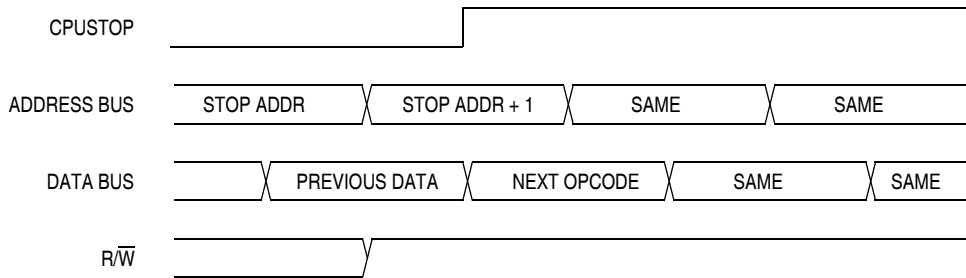 CPUSTOP
ADDRESS BUS STOP ADDR STOP ADDR + 1 SAME SAME
DATA BUS PREVIOUS DATA NEXT OPCODE SAME SAME
R/W̅